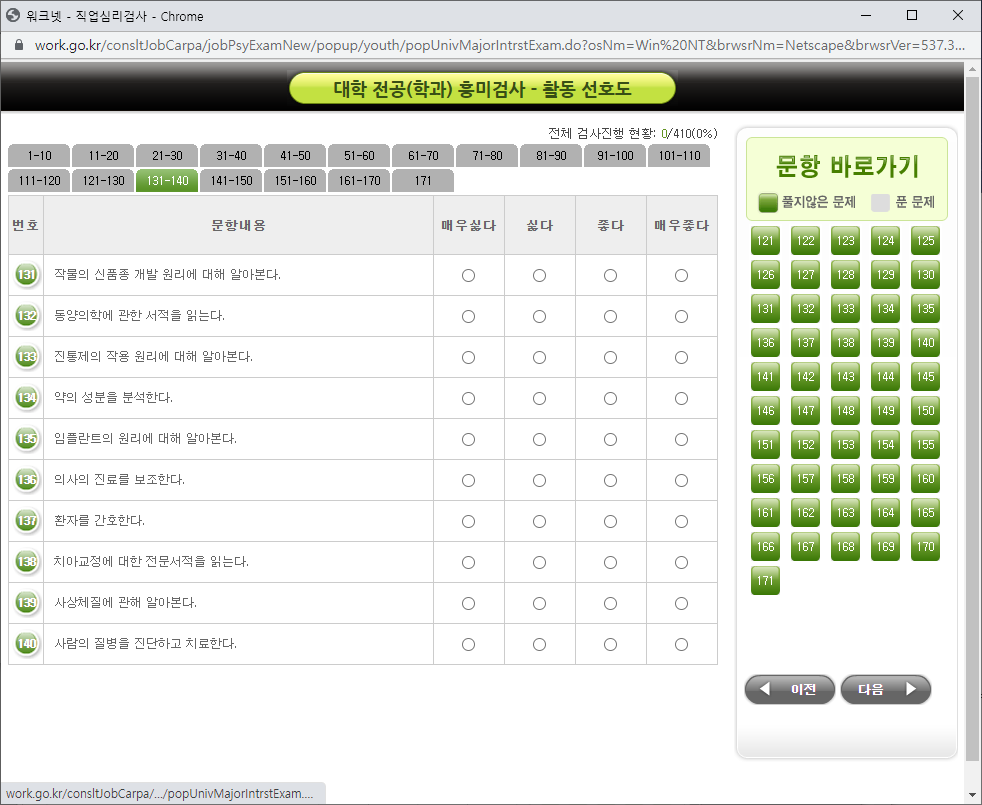 워크넷 - 직업심리검사 - Chrome
work.go.kr/consltJobCarpa/jobPsyExamNew/popup/youth/popUnivMajorIntrstExam.do?osNm=Win%20NT&brwsrNm=Netscape&brwsrVer=537.3...
대학 전공(학과) 흥미검사 - 활동 선호도
전체 검사진행 현황: 0/410(0%)
1-10 11-20 21-30 31-40 41-50 51-60 61-70 71-80 81-90 91-100 101-110
111-120 121-130 131-140 141-150 151-160 161-170 171
번호 문항내용 매우싫다 싫다 좋다 매우좋다
131 작물의 신품종 개발 원리에 대해 알아본다.
132 동양의학에 관한 서적을 읽는다.
133 진통제의 작용 원리에 대해 알아본다.
134 약의 성분을 분석한다.
135 임플란트의 원리에 대해 알아본다.
136 의사의 진료를 보조한다.
137 환자를 간호한다.
138 치아교정에 대한 전문서적을 읽는다.
139 사상체질에 관해 알아본다.
140 사람의 질병을 진단하고 치료한다.
문항 바로가기
풀지않은 문제 푼 문제
121 122 123 124 125
126 127 128 129 130
131 132 133 134 135
136 137 138 139 140
141 142 143 144 145
146 147 148 149 150
151 152 153 154 155
156 157 158 159 160
161 162 163 164 165
166 167 168 169 170
171
이전 다음
work.go.kr/consltJobCarpa/.../popUnivMajorIntrstExam....